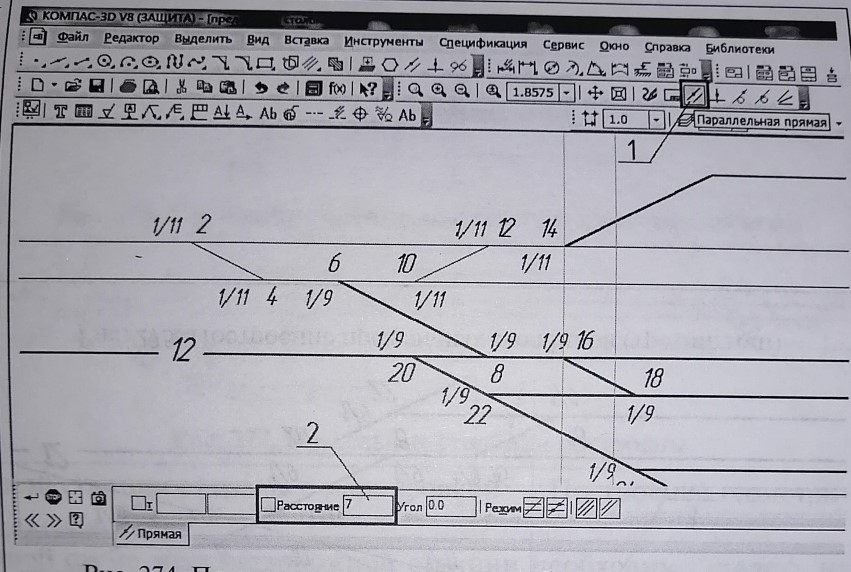 КОМПАС-3D V8 (ЗАЩИТА) - [пред столов
Файл Редактор Выделить Вид Вставка Инструменты Спецификация Сервис Окно Справка Библиотеки
1.8575
f(x)
1.0 Параллельная прямая
1
1/11 2 1/11 12 14
6 10 1/11
1/11 4 1/9 1/11
12 1/9 1/9 1/9 16
20 8 18
1/9 22 1/9
2
1/9
Расстояние 7 Угол 0.0 Режим
Прямая
Рис. 274. П